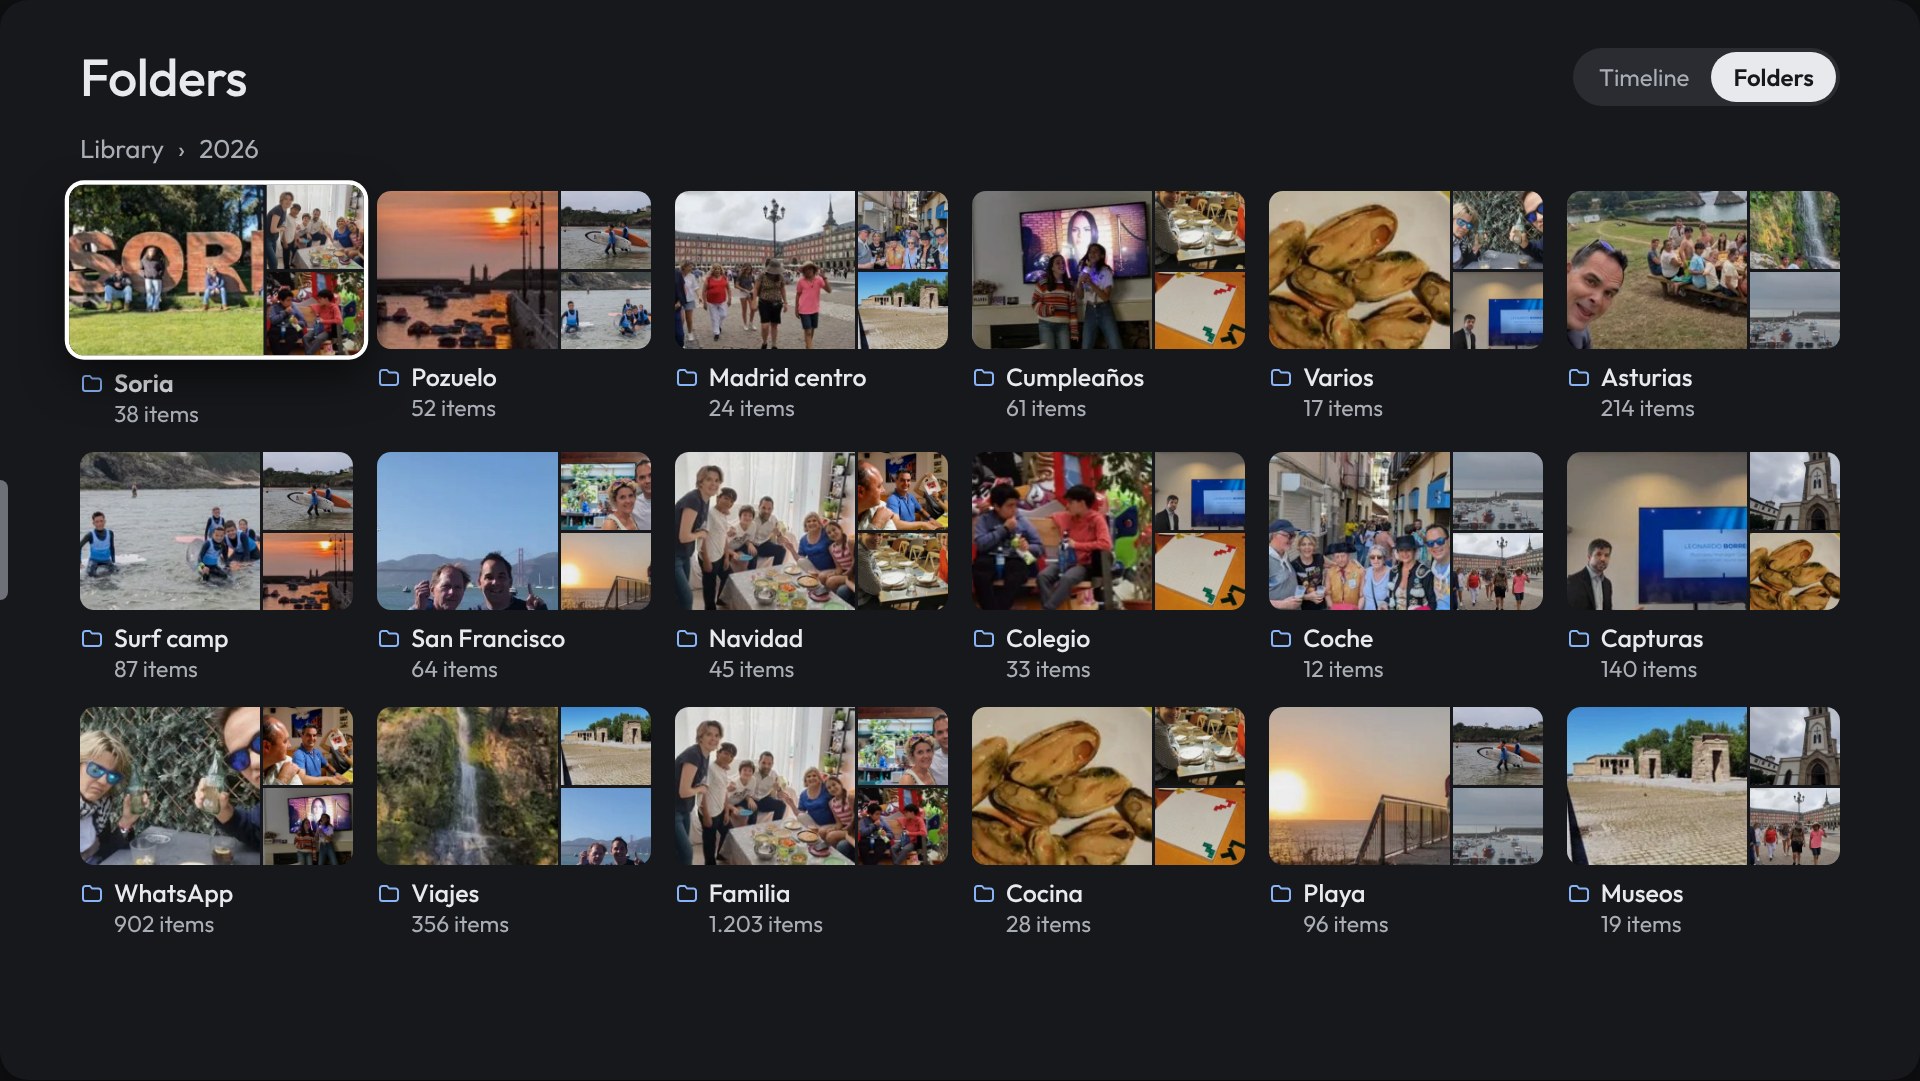 Folders
Timeline
Folders
Library › 2026
SORI
Soria
38 items
Pozuelo
52 items
Madrid centro
24 items
Cumpleaños
61 items
Varios
17 items
Asturias
214 items
Surf camp
87 items
San Francisco
64 items
Navidad
45 items
Colegio
33 items
Coche
12 items
LEONARDO BORRE
Capturas
140 items
WhatsApp
902 items
Viajes
356 items
Familia
1.203 items
Cocina
28 items
Playa
96 items
Museos
19 items